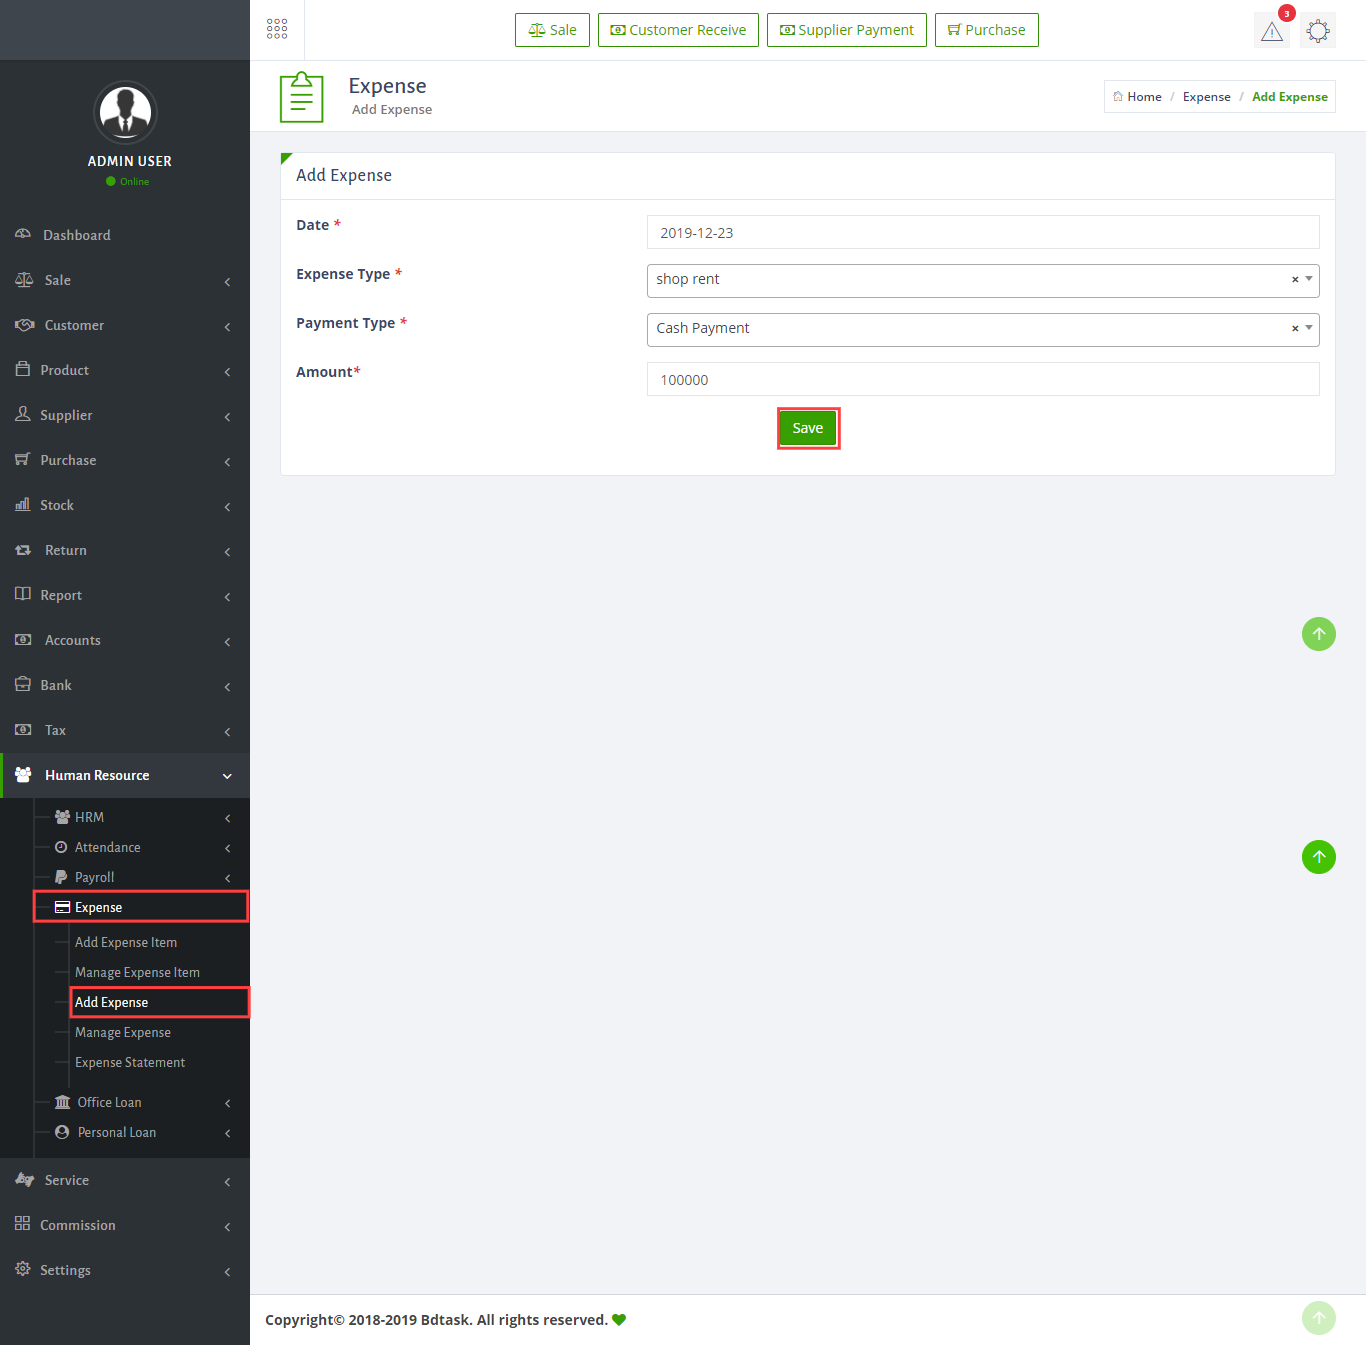 Sale
Customer Receive
Supplier Payment
Purchase
3
Expense
Add Expense
Home / Expense / Add Expense
ADMIN USER
Online
Dashboard
Sale
Customer
Product
Supplier
Purchase
Stock
Return
Report
Accounts
Bank
Tax
Human Resource
HRM
Attendance
Payroll
Expense
Add Expense Item
Manage Expense Item
Add Expense
Manage Expense
Expense Statement
Office Loan
Personal Loan
Service
Commission
Settings
Add Expense
Date *
2019-12-23
Expense Type *
shop rent ×
Payment Type *
Cash Payment ×
Amount*
100000
Save
Copyright© 2018-2019 Bdtask. All rights reserved.